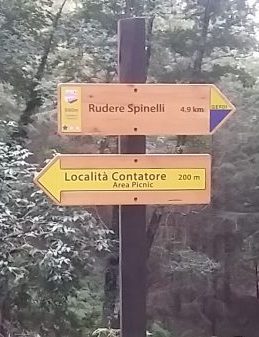 Rudere Spinelli 4.9 km
Località Contatore 200 m
Area Picnic